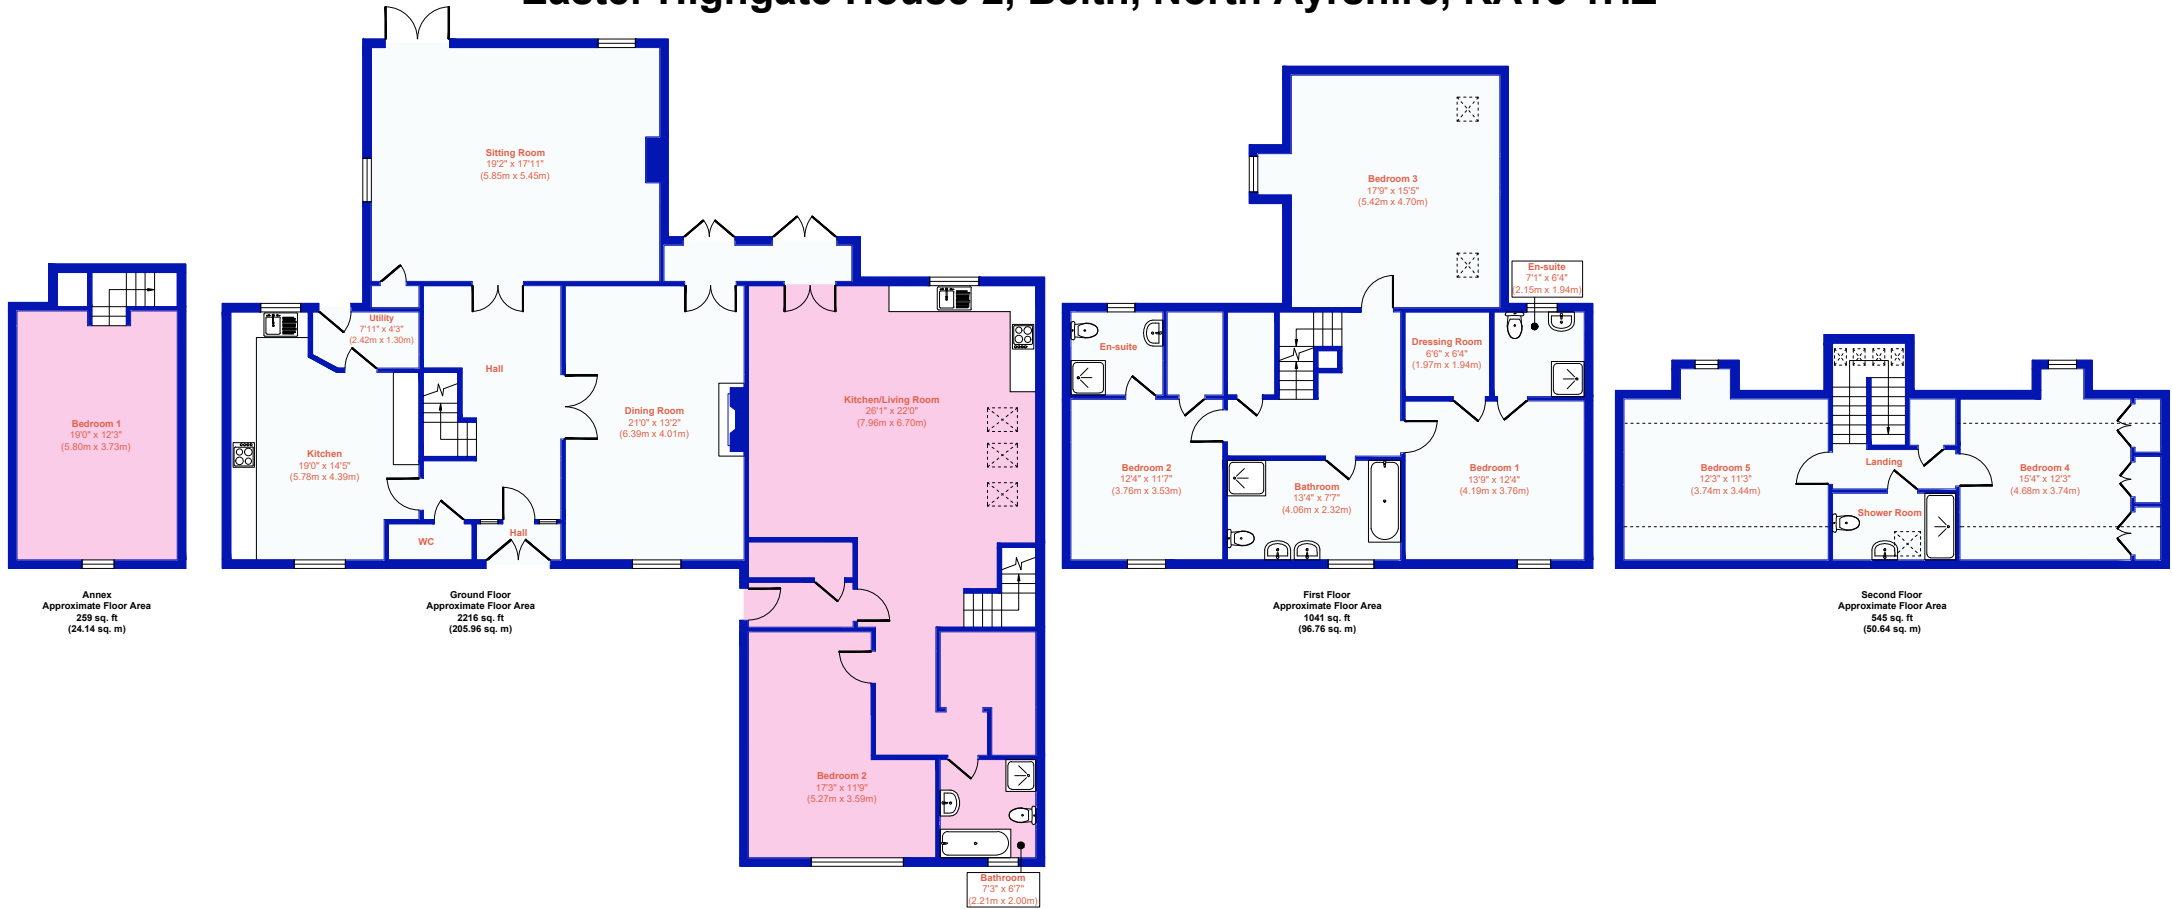 Easter Highgate House 2, Beith, North Ayrshire, KA15 1HZ
Sitting Room
19'2" x 17'11"
(5.85m x 5.45m)
Utility
7'11" x 4'3"
(2.42m x 1.30m)
Hall
Kitchen
19'0" x 14'5"
(5.78m x 4.39m)
WC
Hall
Dining Room
21'0" x 13'2"
(6.39m x 4.01m)
Kitchen/Living Room
26'1" x 22'0"
(7.96m x 6.70m)
Bedroom 2
17'3" x 11'9"
(5.27m x 3.59m)
Bathroom
7'3" x 6'7"
(2.21m x 2.00m)
Bedroom 1
19'0" x 12'3"
(5.80m x 3.73m)
Annex
Approximate Floor Area
259 sq. ft
(24.14 sq. m)
Ground Floor
Approximate Floor Area
2216 sq. ft
(205.96 sq. m)
Bedroom 3
17'9" x 15'5"
(5.42m x 4.70m)
En-suite
7'1" x 6'4"
(2.15m x 1.94m)
En-suite
Dressing Room
6'6" x 6'4"
(1.97m x 1.94m)
Bedroom 2
12'4" x 11'7"
(3.76m x 3.53m)
Bathroom
13'4" x 7'7"
(4.06m x 2.32m)
Bedroom 1
13'9" x 12'4"
(4.19m x 3.76m)
First Floor
Approximate Floor Area
1041 sq. ft
(96.76 sq. m)
Bedroom 5
12'3" x 11'3"
(3.74m x 3.44m)
Landing
Shower Room
Bedroom 4
15'4" x 12'3"
(4.68m x 3.74m)
Second Floor
Approximate Floor Area
545 sq. ft
(50.64 sq. m)